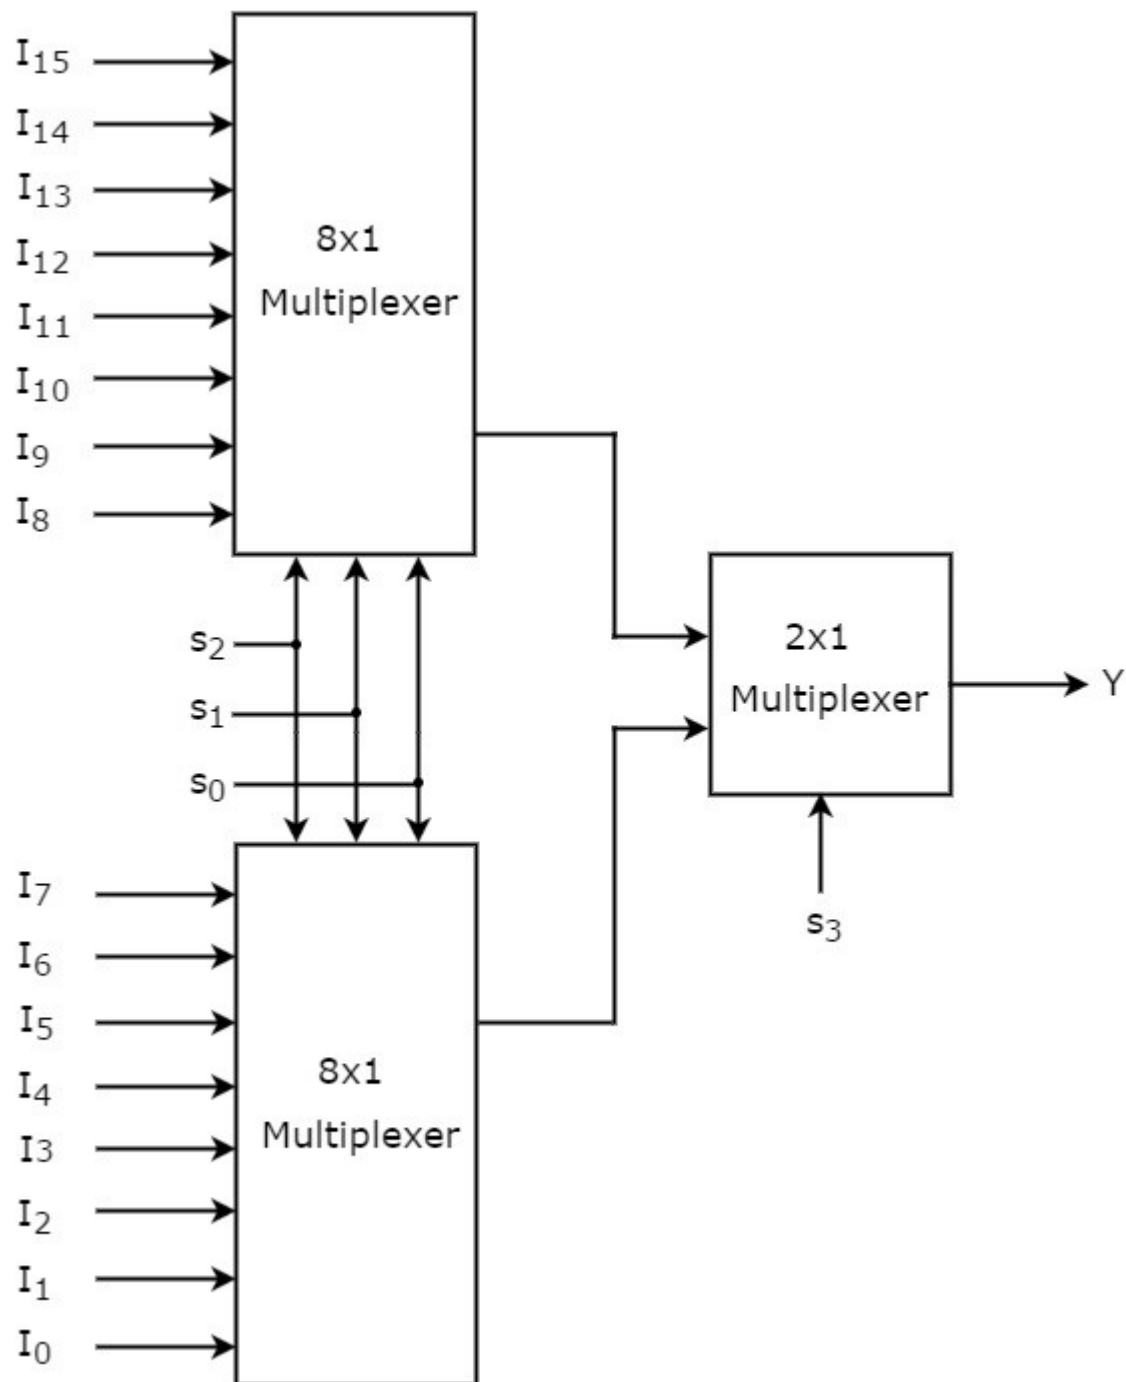 I15
I14
I13
I12
I11
I10
I9
I8
8x1
Multiplexer
s2
s1
s0
2x1
Multiplexer
Y
s3
I7
I6
I5
I4
I3
I2
I1
I0
8x1
Multiplexer